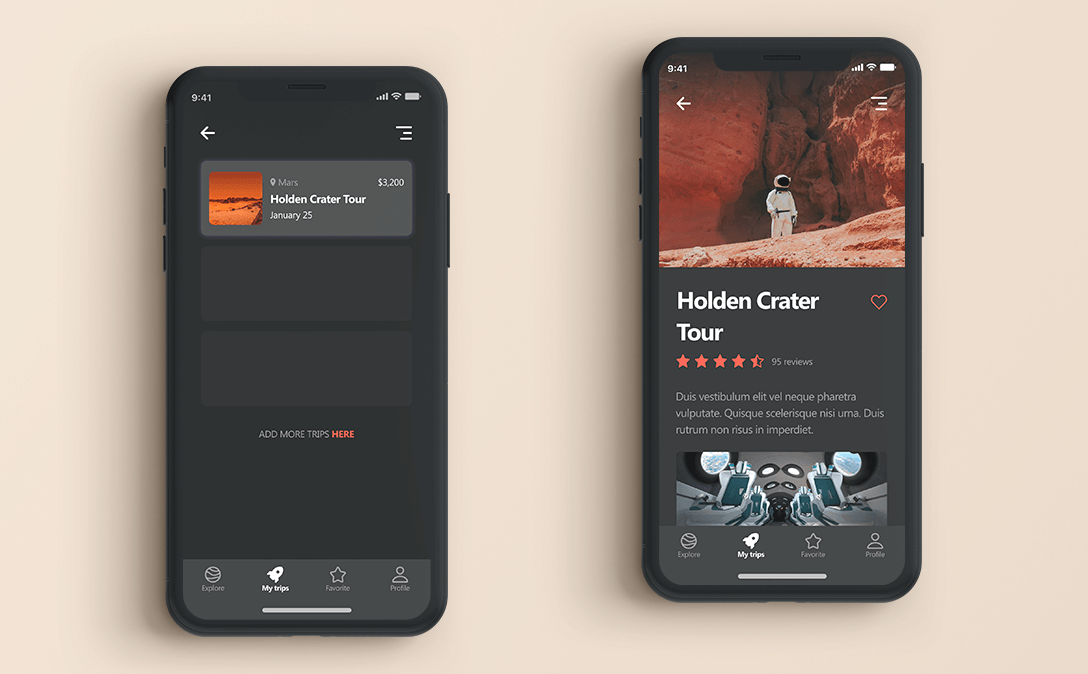 9:41
Mars
$3,200
Holden Crater Tour
January 25
ADD MORE TRIPS HERE
Explore
My trips
Favorite
Profile
9:41
Holden Crater
Tour
95 reviews
Duis vestibulum elit vel neque pharetra
vulputate. Quisque scelerisque nisi urna. Duis
rutrum non risus in imperdiet.
Explore
My trips
Favorite
Profile